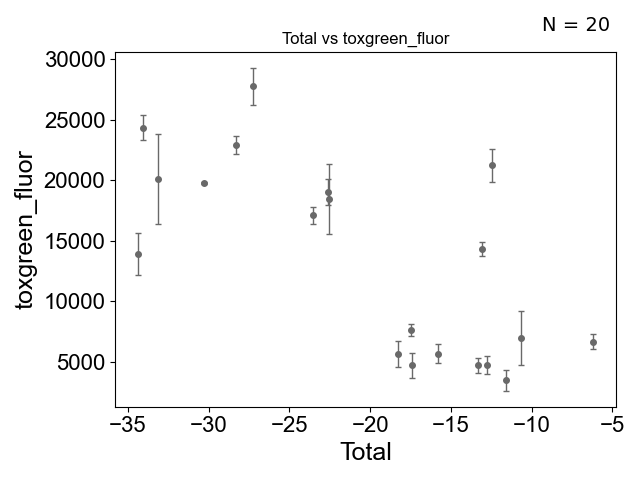 N = 20
Total vs toxgreen_fluor
30000
25000
20000
15000
10000
5000
toxgreen_fluor
−35 −30 −25 −20 −15 −10 −5
Total